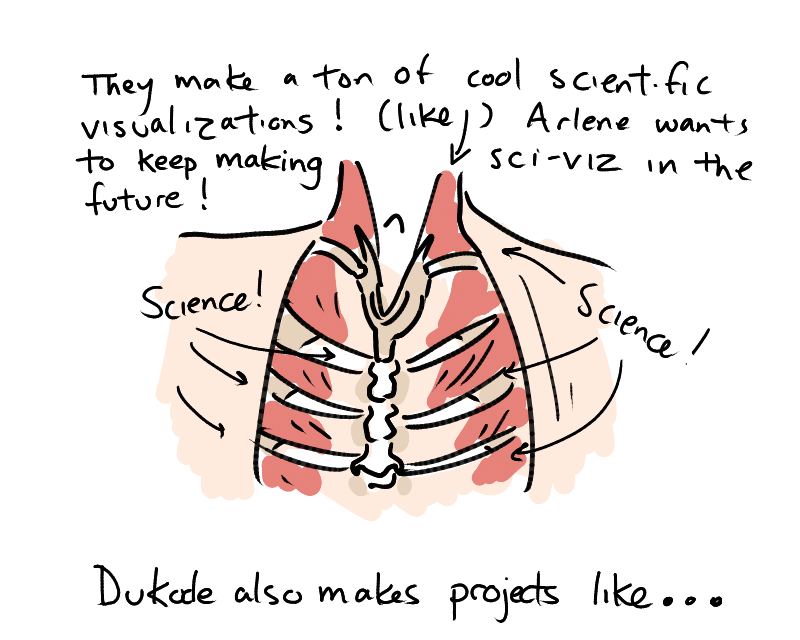 They make a ton of cool scientific
visualizations! (like) Arlene wants
to keep making sci-viz in the
future!
Science!
Science!
Dukode also makes projects like...